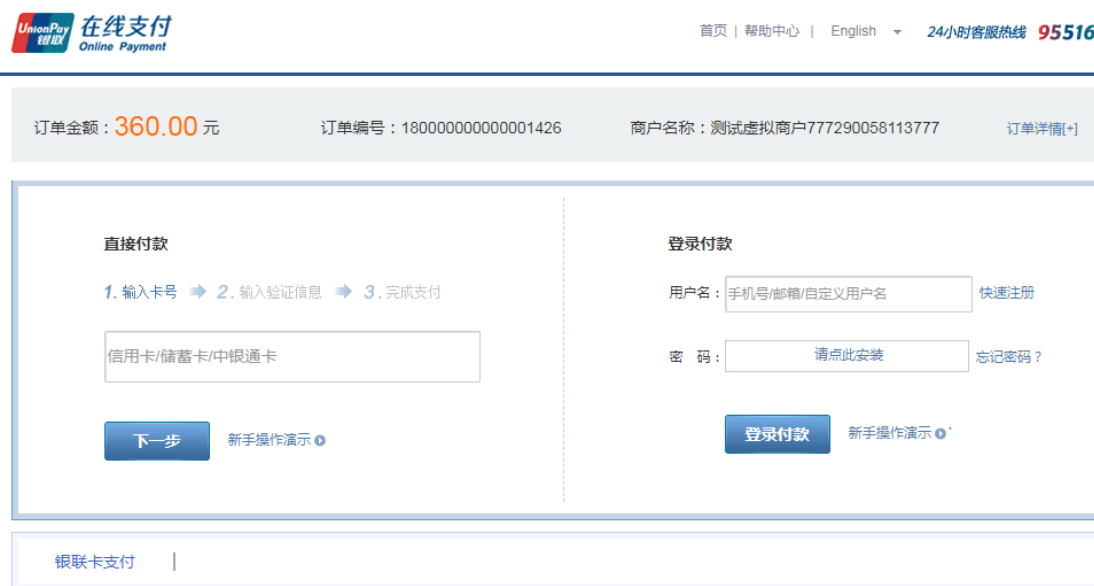 UnionPay 银联 在线支付
Online Payment
首页 | 帮助中心 | English
24小时客服热线 95516
订单金额：360.00 元 订单编号：180000000000001426 商户名称：测试虚拟商户777290058113777 订单详情[+]
直接付款
1. 输入卡号 2. 输入验证信息 3. 完成支付
信用卡/储蓄卡/中银通卡
下一步 新手操作演示
登录付款
用户名： 手机号/邮箱/自定义用户名 快速注册
密 码： 请点此安装 忘记密码？
登录付款 新手操作演示
银联卡支付